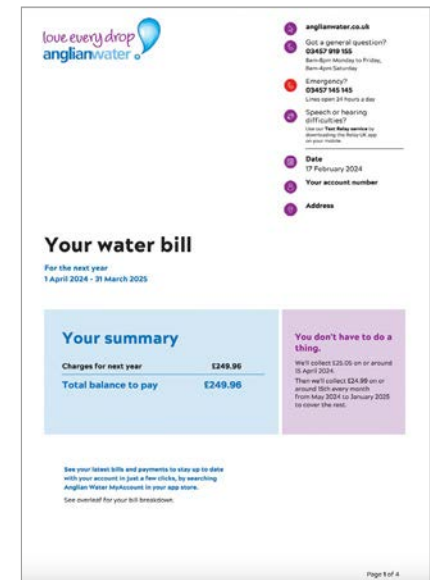 love every drop
anglianwater
anglianwater.co.uk
Got a general question?
03457 919 155
8am-8pm Monday to Friday,
8am-4pm Saturday
Emergency?
03457 145 145
Lines open 24 hours a day
Speech or hearing
difficulties?
Use our Text Relay service by
downloading the Relay UK app
on your mobile.
Date
17 February 2024
Your account number
Address
Your water bill
For the next year
1 April 2024 - 31 March 2025
Your summary
Charges for next year £249.96
Total balance to pay £249.96
You don't have to do a
thing.
We'll collect £25.05 on or around
15 April 2024.
Then we'll collect £24.99 on or
around 15th every month
from May 2024 to January 2025
to cover the rest.
See your latest bills and payments to stay up to date
with your account in just a few clicks, by searching
Anglian Water MyAccount in your app store.
See overleaf for your bill breakdown.
Page 1 of 4